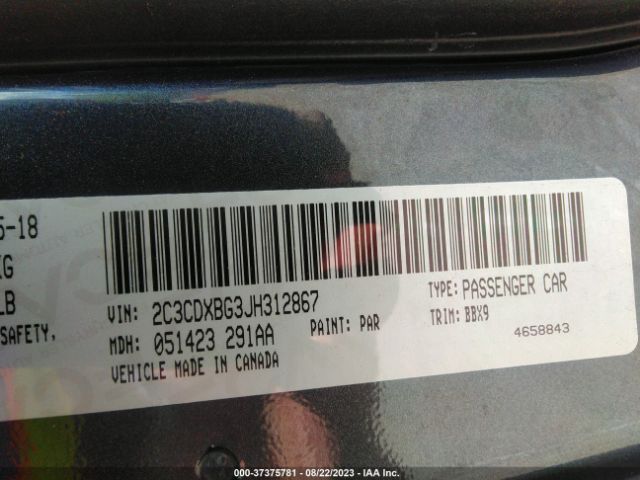 5-18
KG
LB
SAFETY,
VIN: 2C3CDXBG3JH312867
TYPE: PASSENGER CAR
MDH: 051423 291AA PAINT: PAR TRIM: BBX9
VEHICLE MADE IN CANADA
4658843
000-37375781 - 08/22/2023 - IAA Inc.